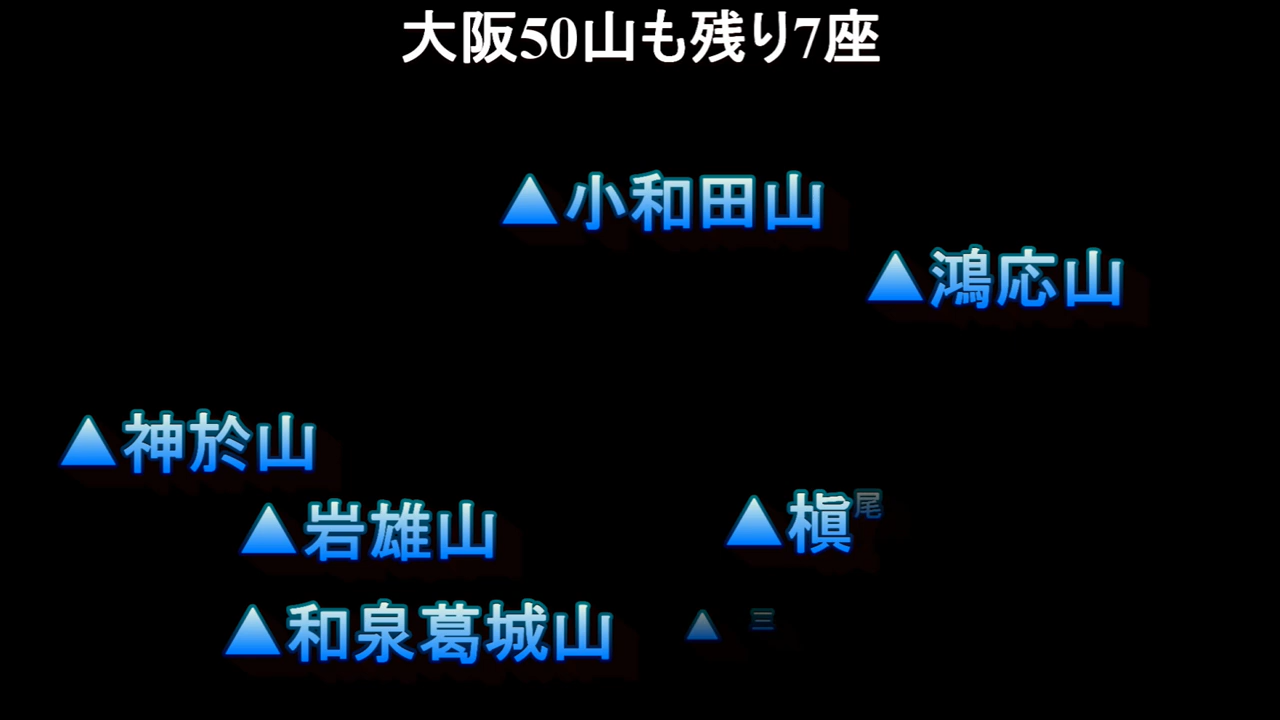 大阪50山も残り7座
▲小和田山
▲鴻応山
▲神於山
▲岩雄山
▲槇尾
▲和泉葛城山
▲三